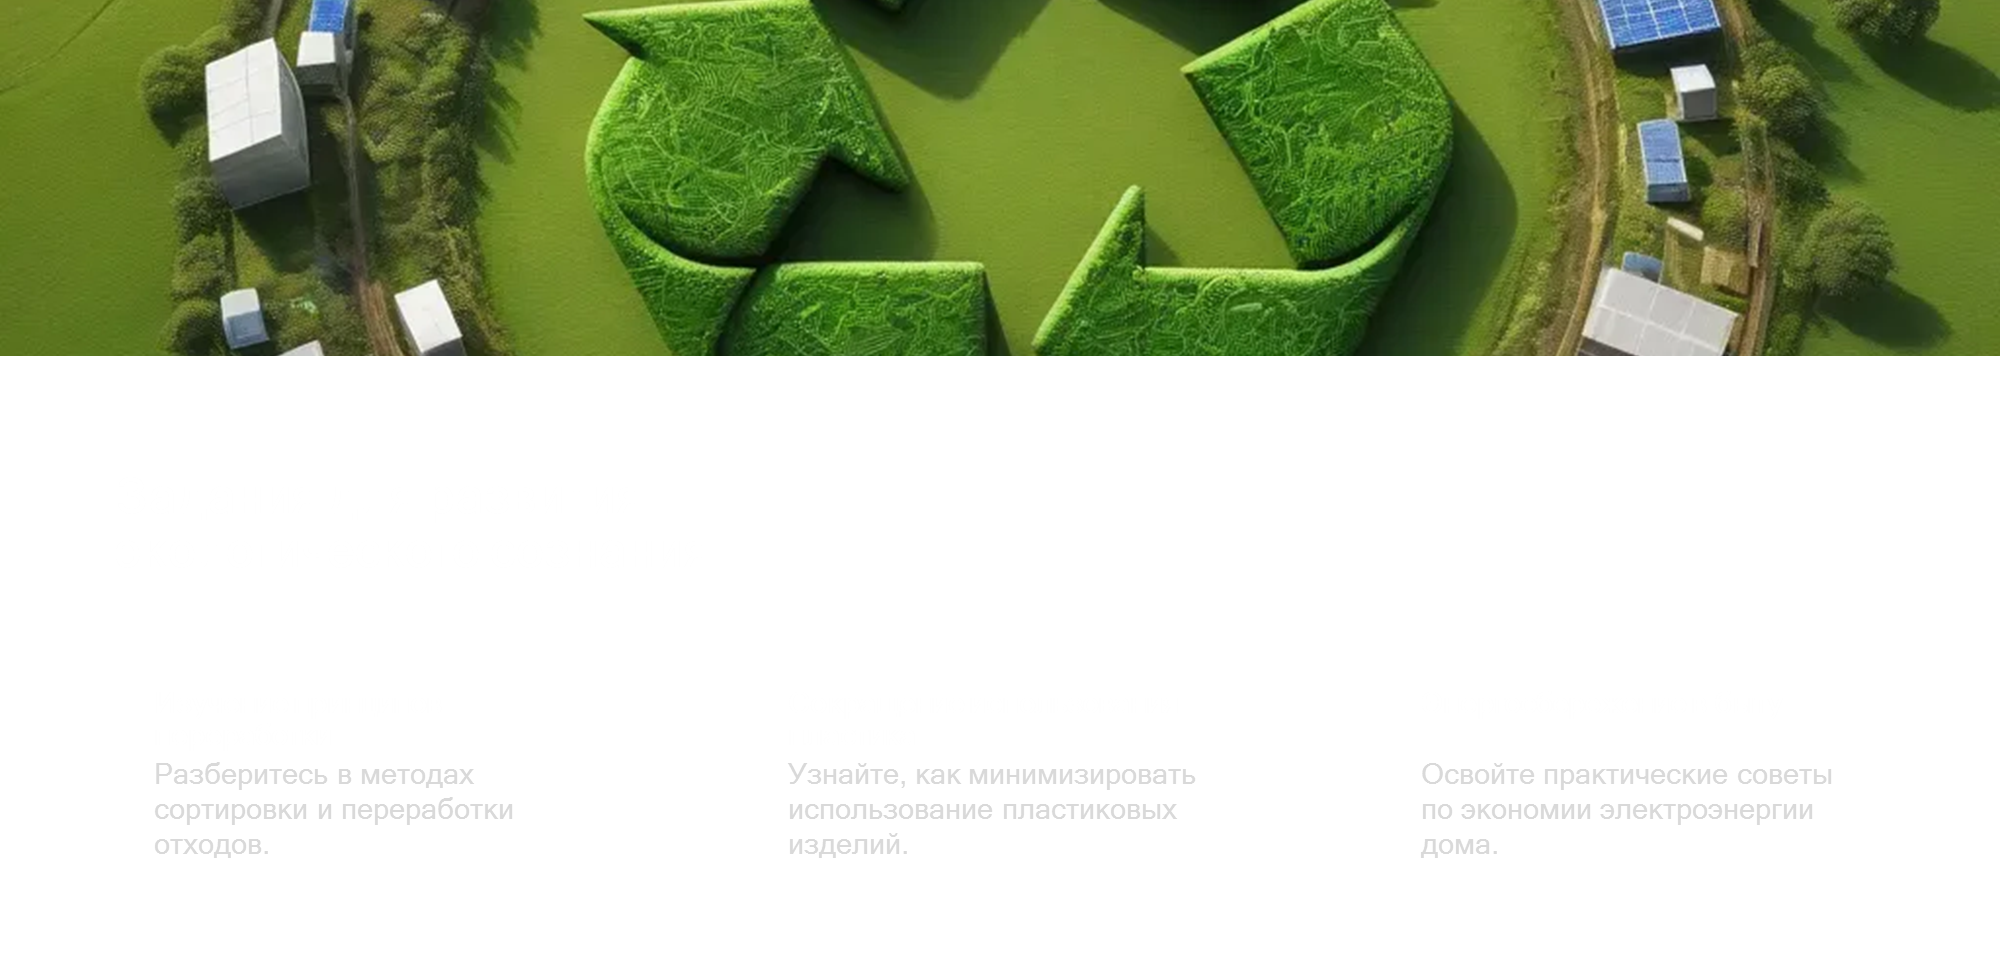 Разберитесь в методах
сортировки и переработки
отходов.
Узнайте, как минимизировать
использование пластиковых
изделий.
Освойте практические советы
по экономии электроэнергии
дома.